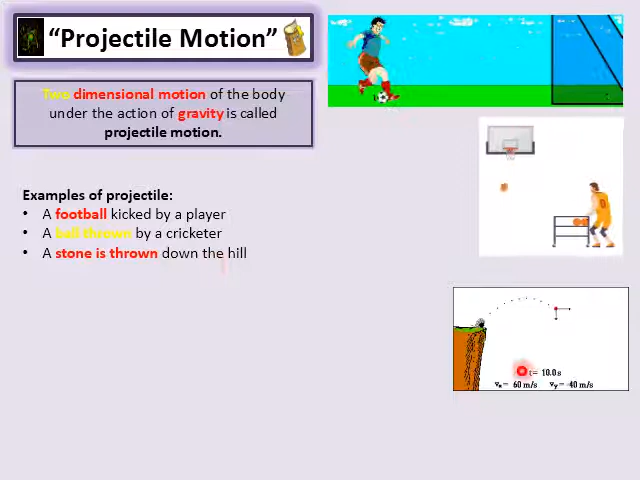 “Projectile Motion”
Two dimensional motion of the body
under the action of gravity is called
projectile motion.
Examples of projectile:
• A football kicked by a player
• A ball thrown by a cricketer
• A stone is thrown down the hill
t= 10.0 s
vₓ = 60 m/s vᵧ = -40 m/s